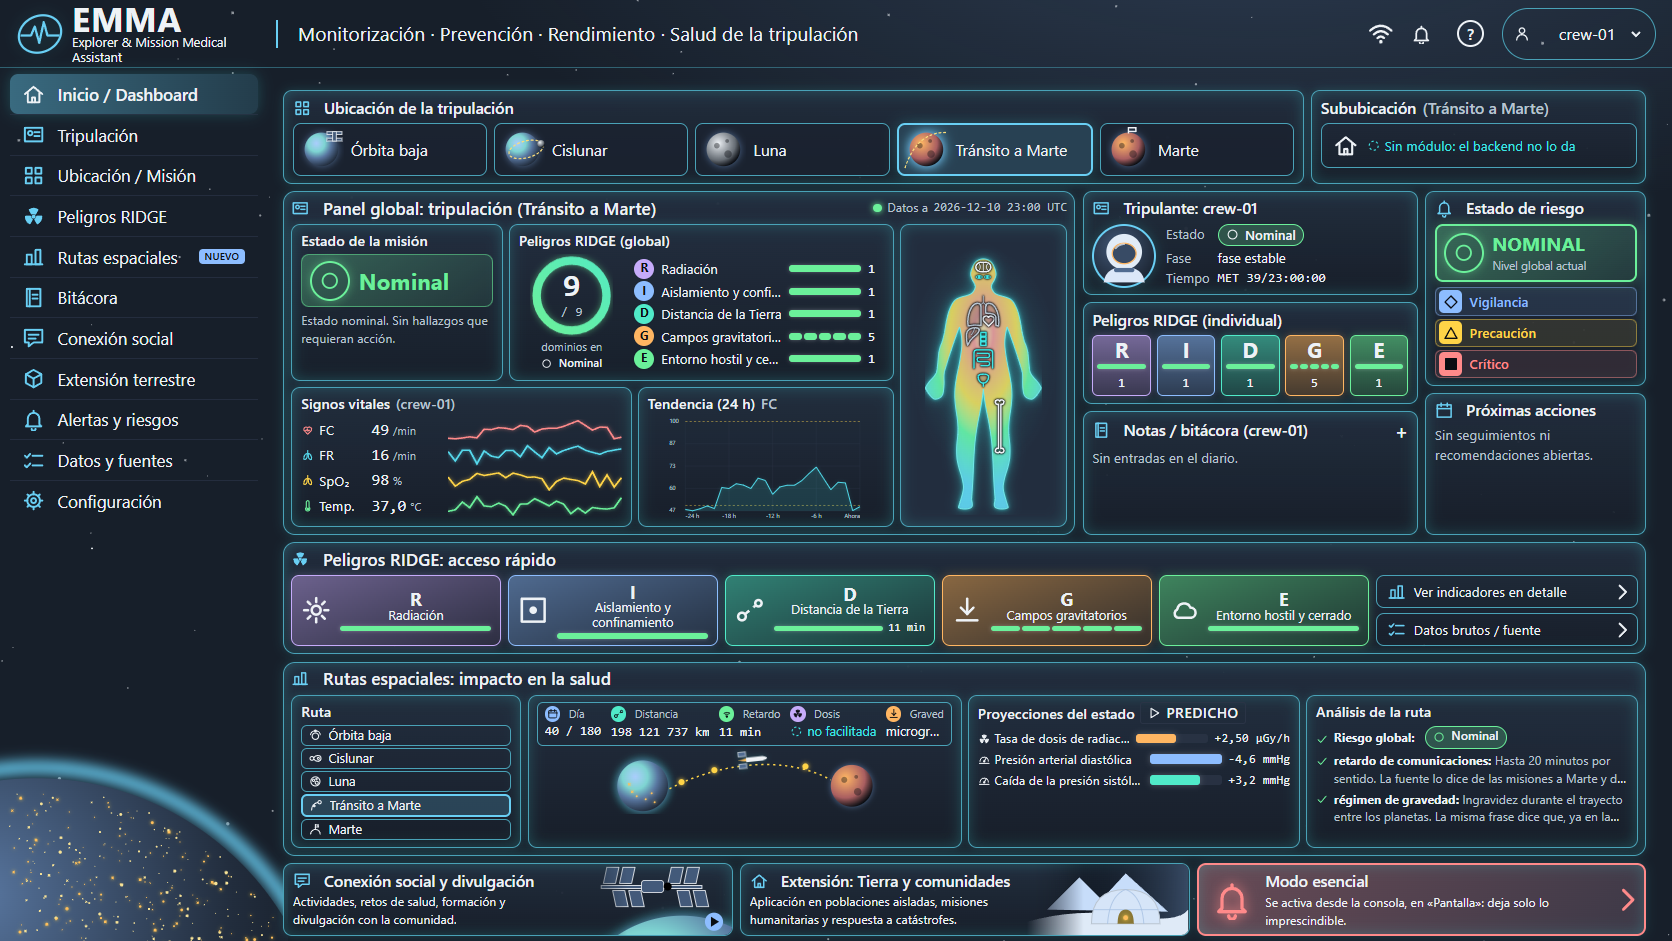 EMMA
Explorer & Mission Medical
Assistant
Monitorización · Prevención · Rendimiento · Salud de la tripulación
?
crew-01
Inicio / Dashboard
Tripulación
Ubicación / Misión
Peligros RIDGE
Rutas espaciales
NUEVO
Bitácora
Conexión social
Extensión terrestre
Alertas y riesgos
Datos y fuentes
Configuración
Ubicación de la tripulación
Órbita baja
Cislunar
Luna
Tránsito a Marte
Marte
Sububicación (Tránsito a Marte)
Sin módulo: el backend no lo da
Panel global: tripulación (Tránsito a Marte)
Datos a 2026-12-10 23:00 UTC
Estado de la misión
Nominal
Estado nominal. Sin hallazgos que
requieran acción.
Peligros RIDGE (global)
9
/ 9
dominios en
Nominal
R Radiación 1
I Aislamiento y confi... 1
D Distancia de la Tierra 1
G Campos gravitatori... 5
E Entorno hostil y ce... 1
Signos vitales (crew-01)
FC 49 /min
FR 16 /min
SpO₂ 98 %
Temp. 37,0 °C
Tendencia (24 h) FC
100
87
73
60
47
-24 h -18 h -12 h -6 h Ahora
Tripulante: crew-01
Estado Nominal
Fase fase estable
Tiempo MET 39/23:00:00
Peligros RIDGE (individual)
R I D G E
1 1 1 5 1
Notas / bitácora (crew-01) +
Sin entradas en el diario.
Estado de riesgo
NOMINAL
Nivel global actual
Vigilancia
Precaución
Crítico
Próximas acciones
Sin seguimientos ni
recomendaciones abiertas.
Peligros RIDGE: acceso rápido
R
Radiación
I
Aislamiento y
confinamiento
D
Distancia de la Tierra
11 min
G
Campos gravitatorios
E
Entorno hostil y cerrado
Ver indicadores en detalle
Datos brutos / fuente
Rutas espaciales: impacto en la salud
Ruta
Órbita baja
Cislunar
Luna
Tránsito a Marte
Marte
Día Distancia Retardo Dosis Graved
40 / 180 198 121 737 km 11 min no facilitada microgr...
Proyecciones del estado PREDICHO
Tasa de dosis de radiac... +2,50 µGy/h
Presión arterial diastólica -4,6 mmHg
Caída de la presión sistól... +3,2 mmHg
Análisis de la ruta
Riesgo global: Nominal
retardo de comunicaciones: Hasta 20 minutos por
sentido. La fuente lo dice de las misiones a Marte y d...
régimen de gravedad: Ingravidez durante el trayecto
entre los planetas. La misma frase dice que, ya en la...
Conexión social y divulgación
Actividades, retos de salud, formación y
divulgación con la comunidad.
Extensión: Tierra y comunidades
Aplicación en poblaciones aisladas, misiones
humanitarias y respuesta a catástrofes.
Modo esencial
Se activa desde la consola, en «Pantalla»: deja solo lo
imprescindible.